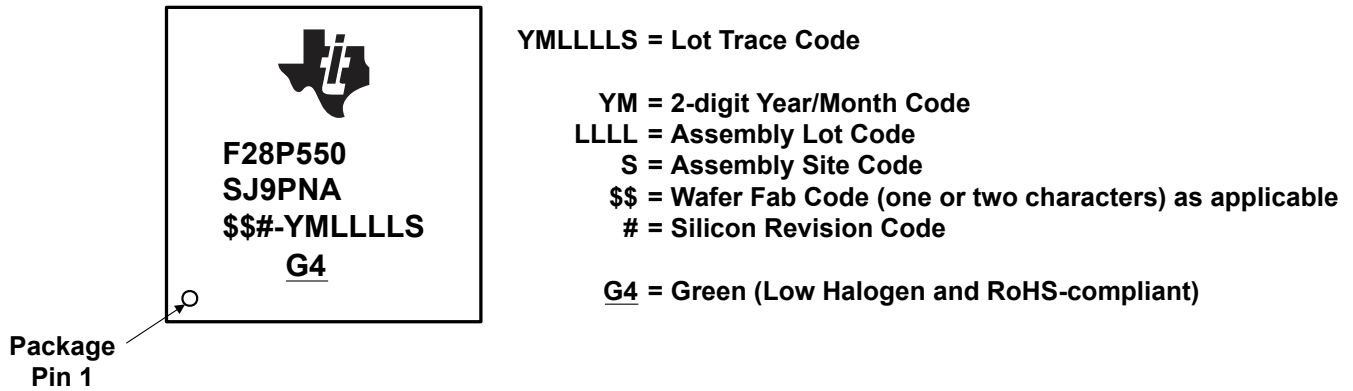 F28P550
SJ9PNA
$$#-YMLLLLS
G4
Package
Pin 1
YMLLLLS = Lot Trace Code
YM = 2-digit Year/Month Code
LLLL = Assembly Lot Code
S = Assembly Site Code
$$ = Wafer Fab Code (one or two characters) as applicable
# = Silicon Revision Code
G4 = Green (Low Halogen and RoHS-compliant)